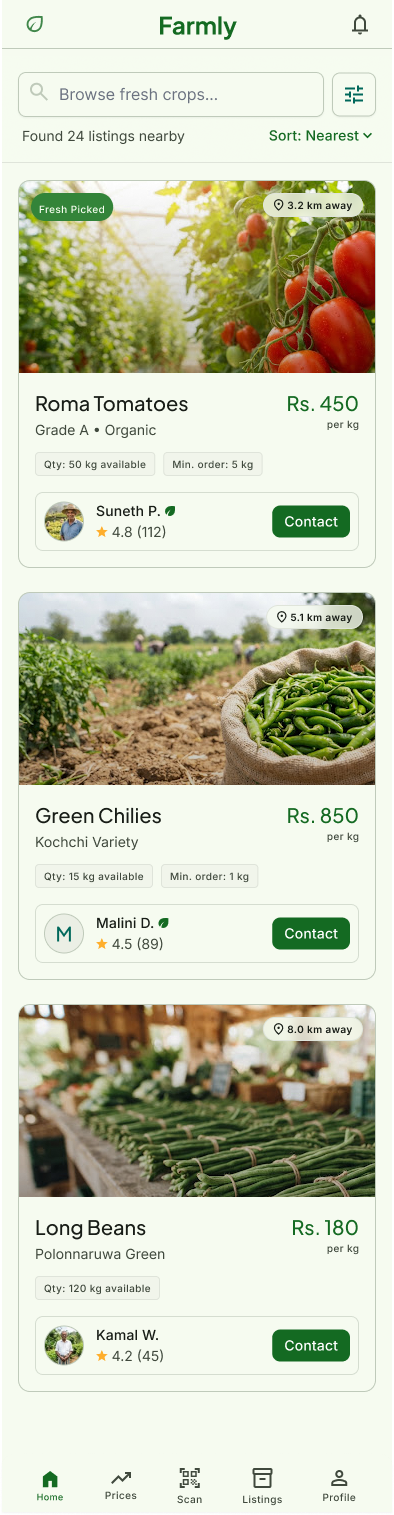 Farmly
Browse fresh crops...
Found 24 listings nearby
Sort: Nearest
Fresh Picked
3.2 km away
Roma Tomatoes
Rs. 450
Grade A • Organic
per kg
Qty: 50 kg available
Min. order: 5 kg
Suneth P.
4.8 (112)
Contact
5.1 km away
Green Chilies
Rs. 850
Kochchi Variety
per kg
Qty: 15 kg available
Min. order: 1 kg
M
Malini D.
4.5 (89)
Contact
8.0 km away
Long Beans
Rs. 180
Polonnaruwa Green
per kg
Qty: 120 kg available
Kamal W.
4.2 (45)
Contact
Home
Prices
Scan
Listings
Profile